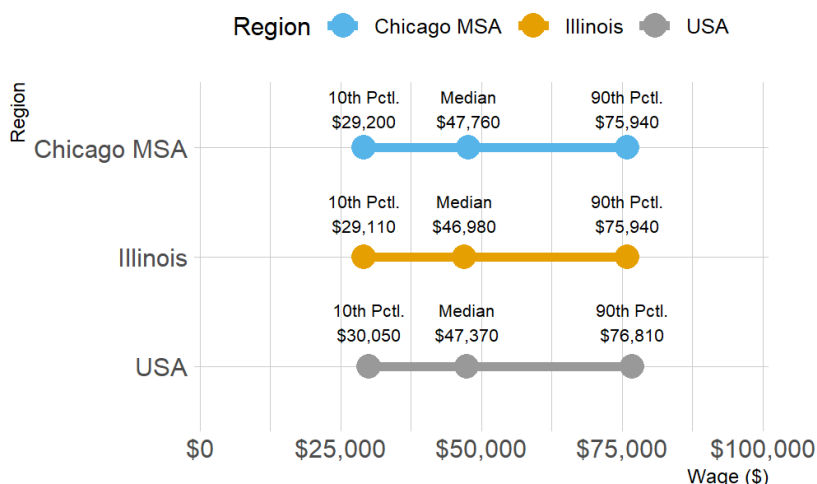 Region Chicago MSA Illinois USA
Region
10th Pctl. Median 90th Pctl.
$29,200 $47,760 $75,940
Chicago MSA
10th Pctl. Median 90th Pctl.
$29,110 $46,980 $75,940
Illinois
10th Pctl. Median 90th Pctl.
$30,050 $47,370 $76,810
USA
$0 $25,000 $50,000 $75,000 $100,000
Wage ($)